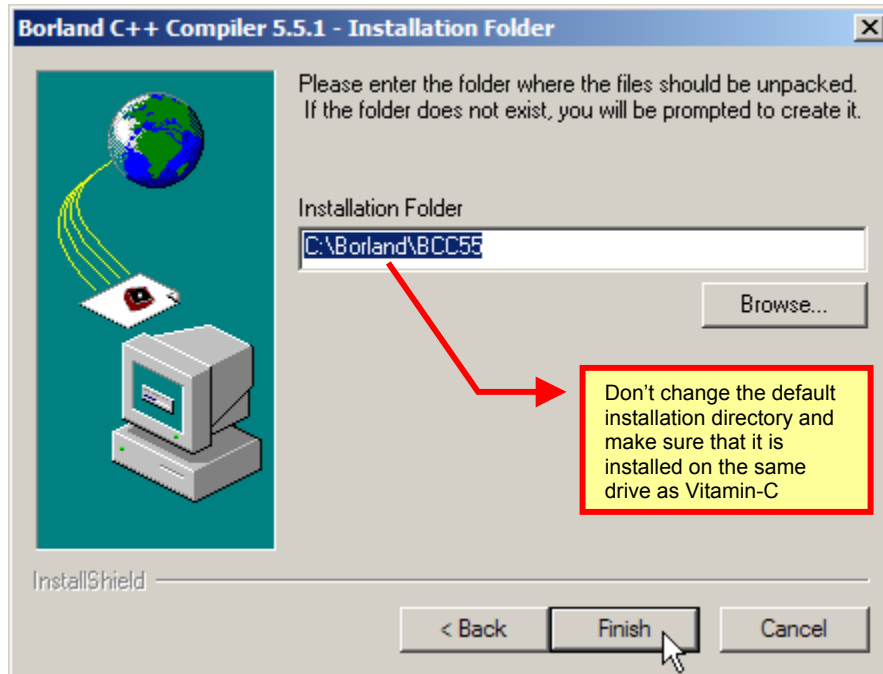 Borland C++ Compiler 5.5.1 - Installation Folder
Please enter the folder where the files should be unpacked.
If the folder does not exist, you will be prompted to create it.
Installation Folder
C:\Borland\BCC55
Browse...
Don’t change the default
installation directory and
make sure that it is
installed on the same
drive as Vitamin-C
InstallShield
< Back
Finish
Cancel